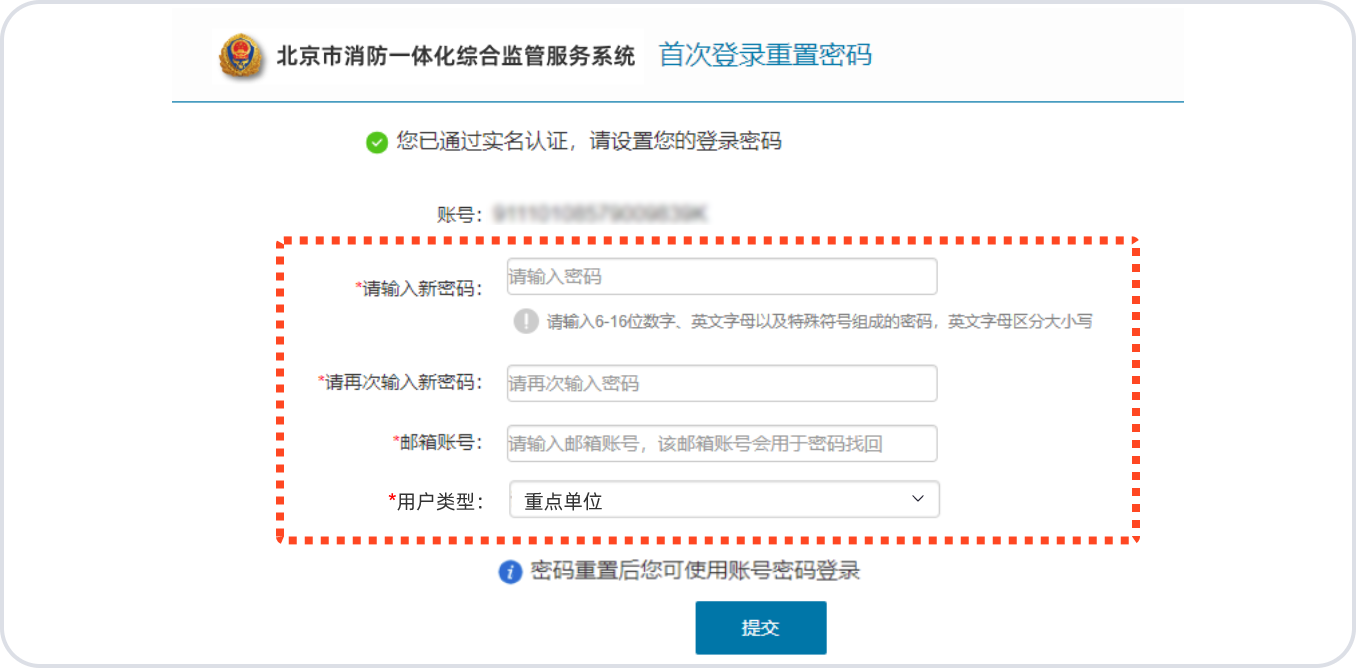 北京市消防一体化综合监管服务系统 首次登录重置密码
您已通过实名认证，请设置您的登录密码
账号：
*请输入新密码： 请输入密码
请输入6-16位数字、英文字母以及特殊符号组成的密码，英文字母区分大小写
*请再次输入新密码： 请再次输入密码
*邮箱账号： 请输入邮箱账号，该邮箱账号会用于密码找回
*用户类型： 重点单位
密码重置后您可使用账号密码登录
提交